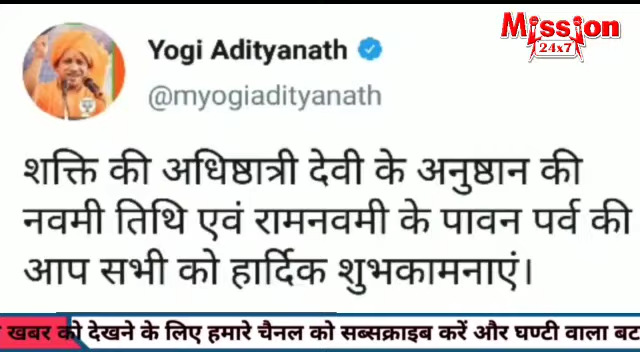 Mission
24x7
Yogi Adityanath
@myogiadityanath
शक्ति की अधिष्ठात्री देवी के अनुष्ठान की
नवमी तिथि एवं रामनवमी के पावन पर्व की
आप सभी को हार्दिक शुभकामनाएं।
खबर को देखने के लिए हमारे चैनल को सब्सक्राइब करें और घण्टी वाला